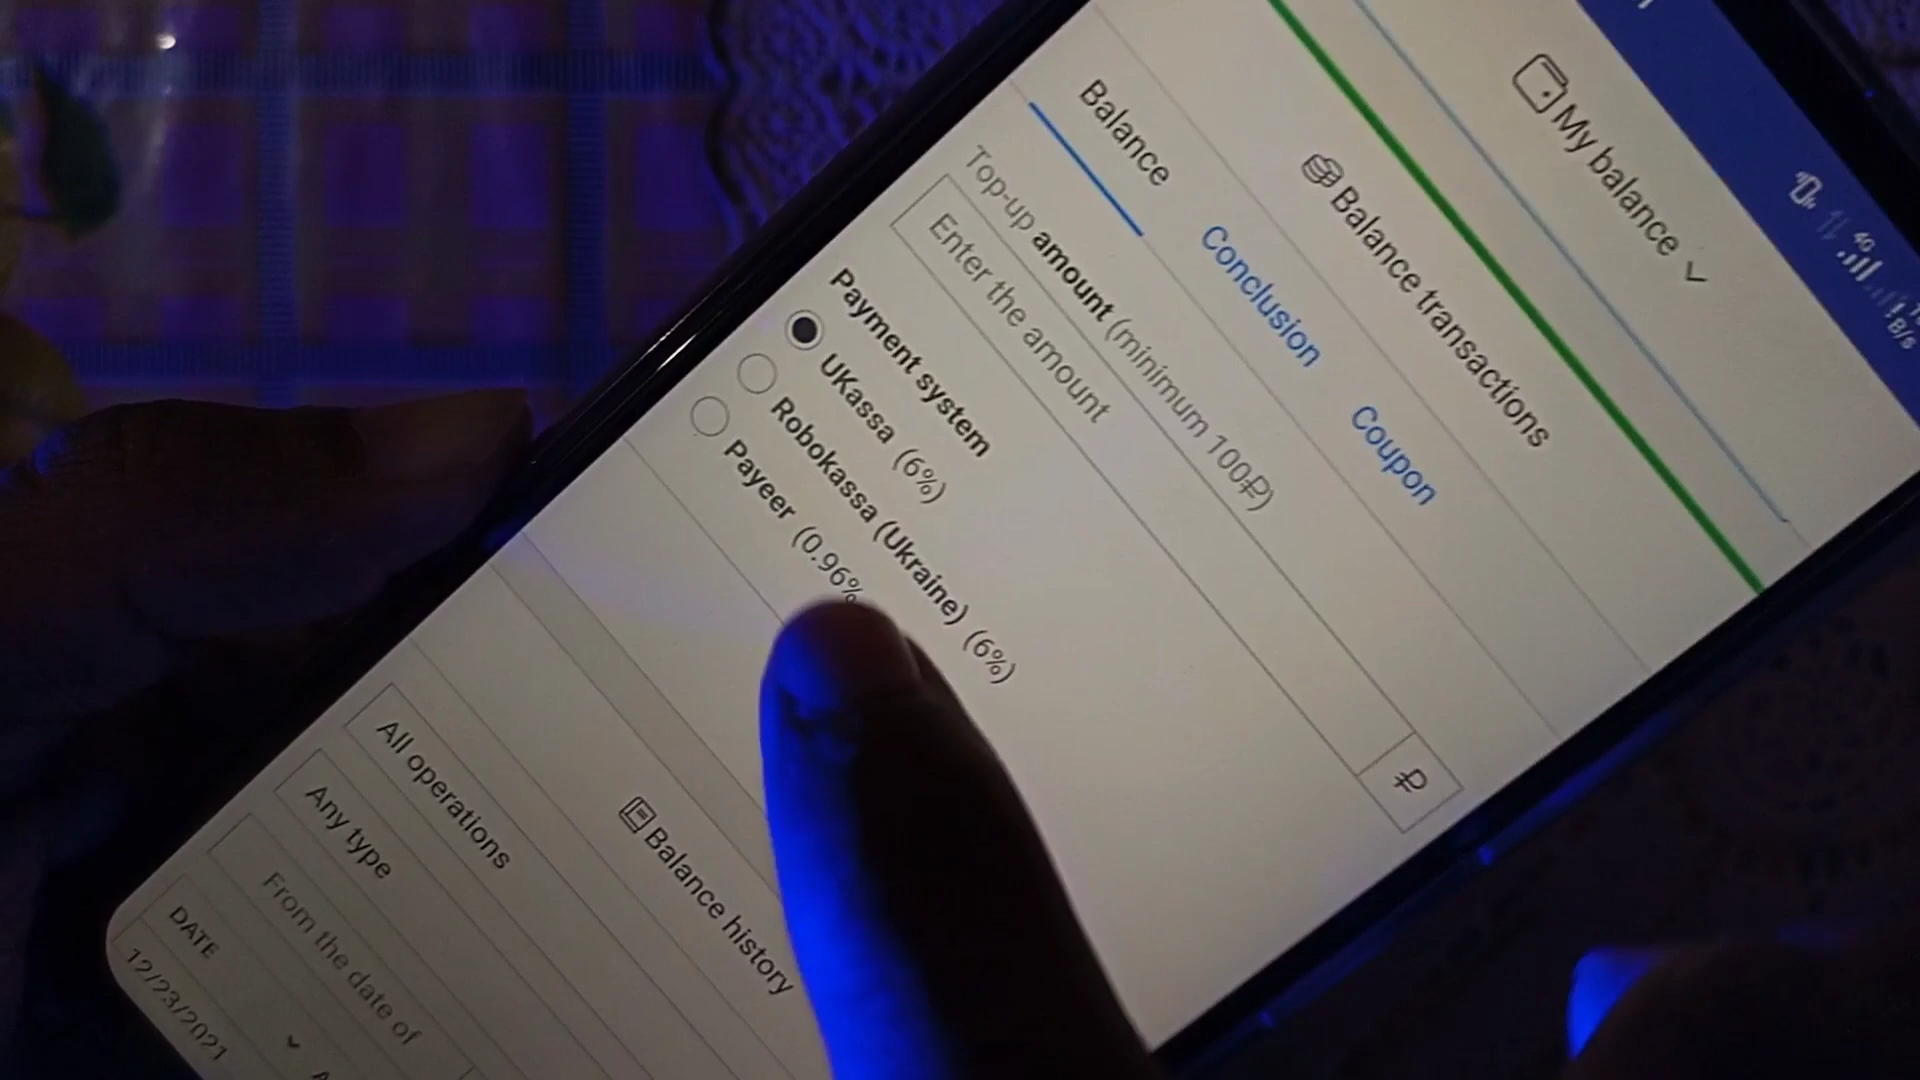 4G
B/s
My balance
Balance transactions
Balance Conclusion Coupon
Top-up amount (minimum 100₽)
Enter the amount ₽
Payment system
UKassa (6%)
Robokassa (Ukraine) (6%)
Payeer (0.96%
Balance history
All operations
Any type
From the date of
DATE
12/23/2021